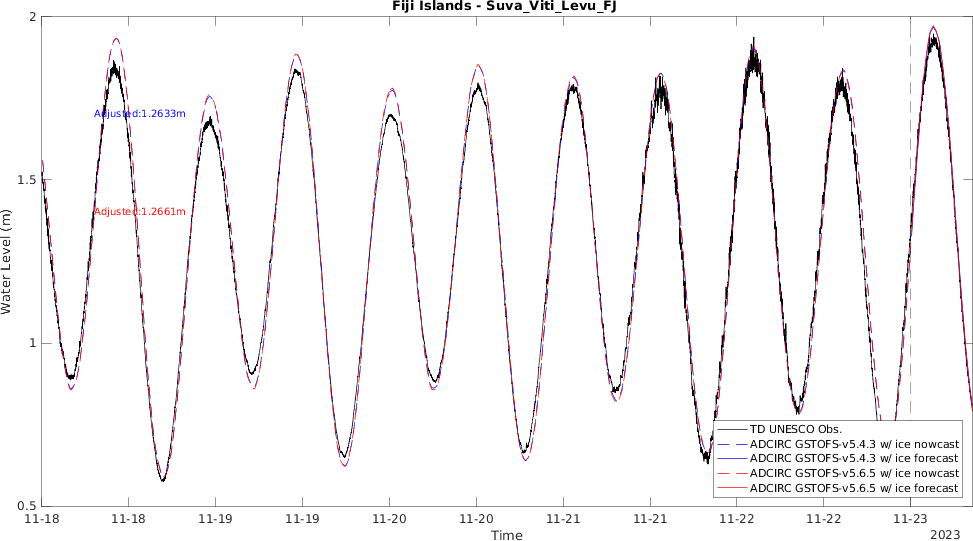 Fiji Islands - Suva_Viti_Levu_FJ
2
Adjusted:1.2633m
1.5
Adjusted:1.2661m
Water Level (m)
1
TD UNESCO Obs.
ADCIRC GSTOFS-v5.4.3 w/ ice nowcast
ADCIRC GSTOFS-v5.4.3 w/ ice forecast
ADCIRC GSTOFS-v5.6.5 w/ ice nowcast
ADCIRC GSTOFS-v5.6.5 w/ ice forecast
0.5
11-18 11-18 11-19 11-19 11-20 11-20 11-21 11-21 11-22 11-22 11-23
Time
2023